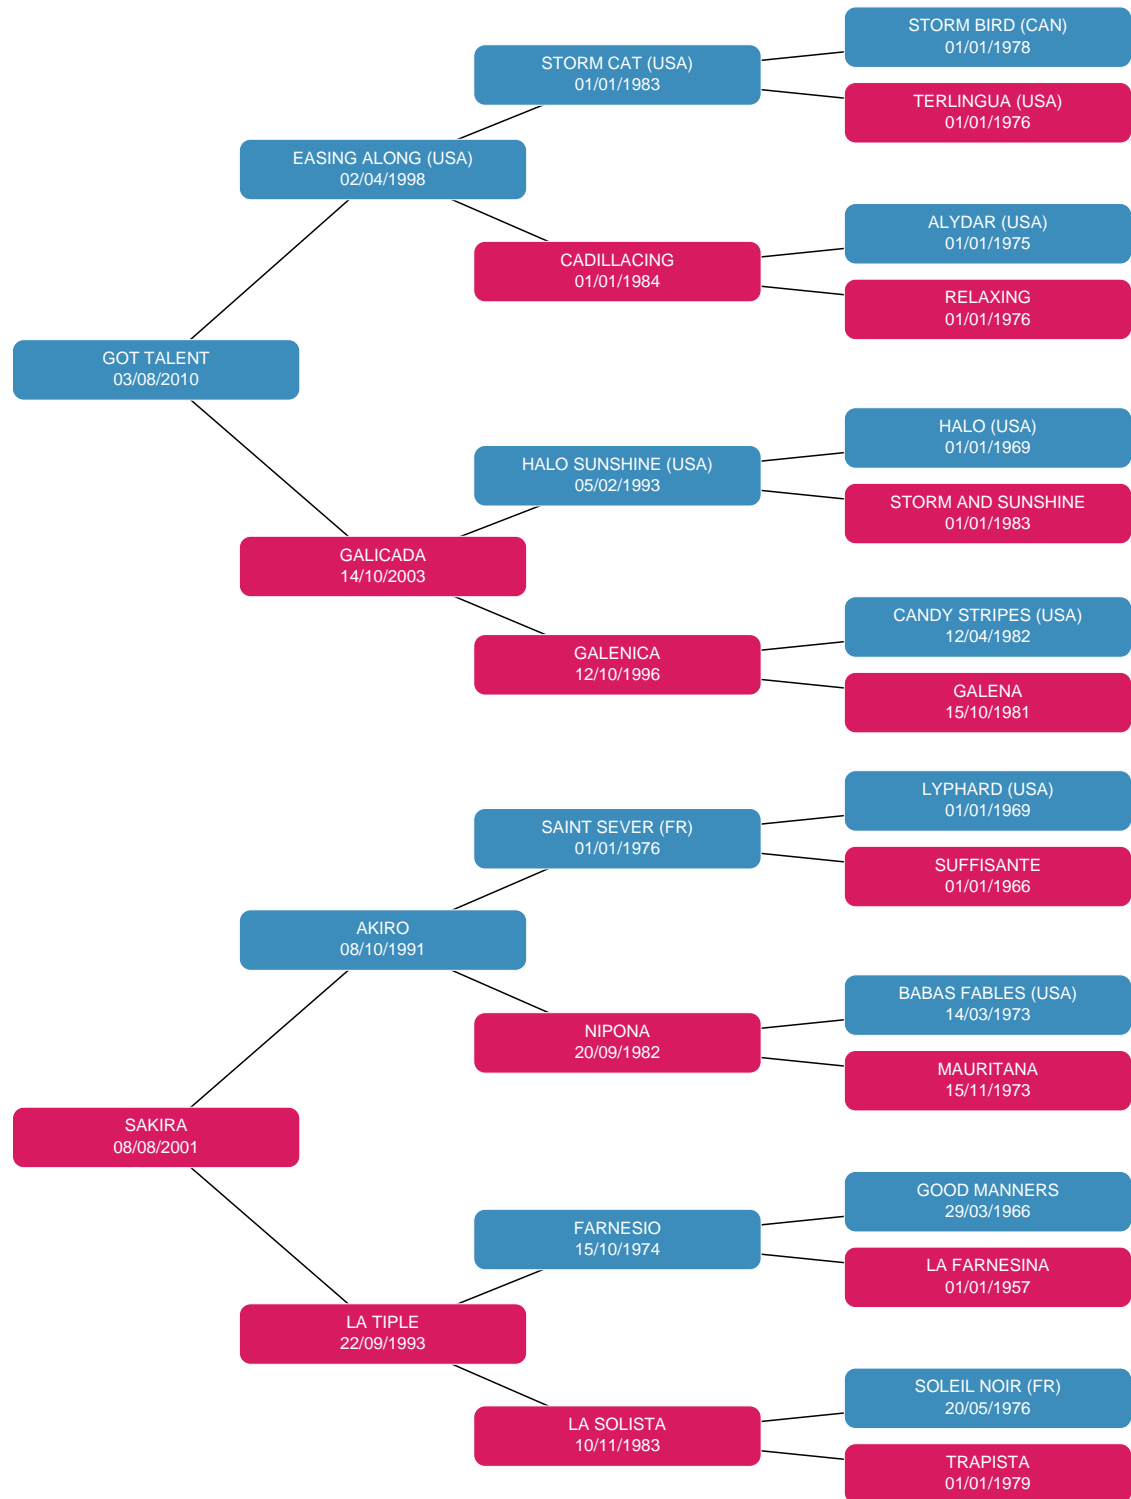 STORM BIRD (CAN)
01/01/1978
STORM CAT (USA)
01/01/1983
TERLINGUA (USA)
01/01/1976
EASING ALONG (USA)
02/04/1998
ALYDAR (USA)
01/01/1975
CADILLACING
01/01/1984
RELAXING
01/01/1976
GOT TALENT
03/08/2010
HALO (USA)
01/01/1969
HALO SUNSHINE (USA)
05/02/1993
STORM AND SUNSHINE
01/01/1983
GALICADA
14/10/2003
CANDY STRIPES (USA)
12/04/1982
GALENICA
12/10/1996
GALENA
15/10/1981
LYPHARD (USA)
01/01/1969
SAINT SEVER (FR)
01/01/1976
SUFFISANTE
01/01/1966
AKIRO
08/10/1991
BABAS FABLES (USA)
14/03/1973
NIPONA
20/09/1982
MAURITANA
15/11/1973
SAKIRA
08/08/2001
GOOD MANNERS
29/03/1966
FARNESIO
15/10/1974
LA FARNESINA
01/01/1957
LA TIPLE
22/09/1993
SOLEIL NOIR (FR)
20/05/1976
LA SOLISTA
10/11/1983
TRAPISTA
01/01/1979